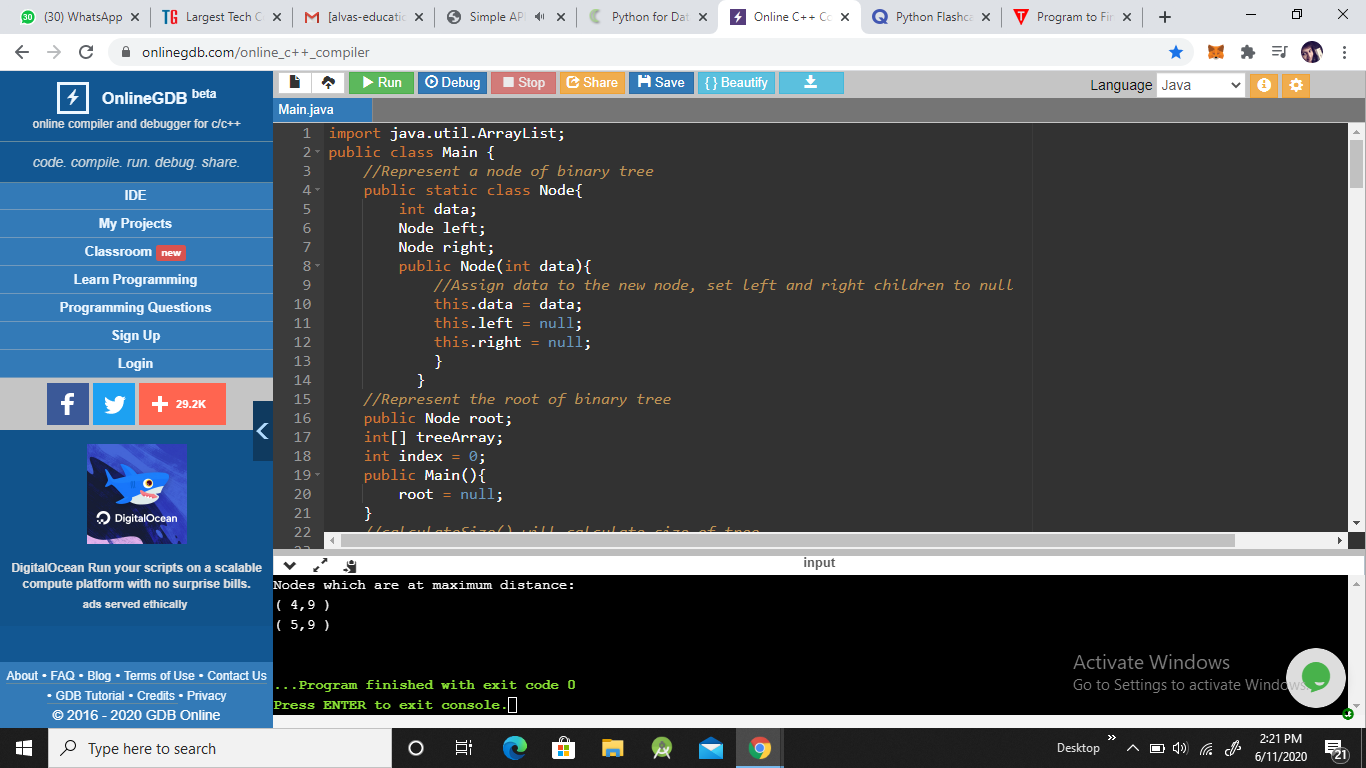 (30) WhatsApp
Largest Tech C
[alvas-educatio
Simple AP
Python for Dat
Online C++ Co
Python Flashca
Program to Fin
onlinegdb.com/online_c++_compiler
OnlineGDB beta
online compiler and debugger for c/c++
code. compile. run. debug. share.
IDE
My Projects
Classroom new
Learn Programming
Programming Questions
Sign Up
Login
29.2K
DigitalOcean
DigitalOcean Run your scripts on a scalable
compute platform with no surprise bills.
ads served ethically
About • FAQ • Blog • Terms of Use • Contact Us
• GDB Tutorial • Credits • Privacy
© 2016 - 2020 GDB Online
Run Debug Stop Share Save { } Beautify
Language Java
Main.java
1 import java.util.ArrayList;
2 public class Main {
3 //Represent a node of binary tree
4 public static class Node{
5 int data;
6 Node left;
7 Node right;
8 public Node(int data){
9 //Assign data to the new node, set left and right children to null
10 this.data = data;
11 this.left = null;
12 this.right = null;
13 }
14 }
15 //Represent the root of binary tree
16 public Node root;
17 int[] treeArray;
18 int index = 0;
19 public Main(){
20 root = null;
21 }
22 //calculateSize() will calculate size of tree
23
input
Nodes which are at maximum distance:
( 4,9 )
( 5,9 )
...Program finished with exit code 0
Press ENTER to exit console.
Activate Windows
Go to Settings to activate Windows.
Type here to search
Desktop
2:21 PM
6/11/2020
21